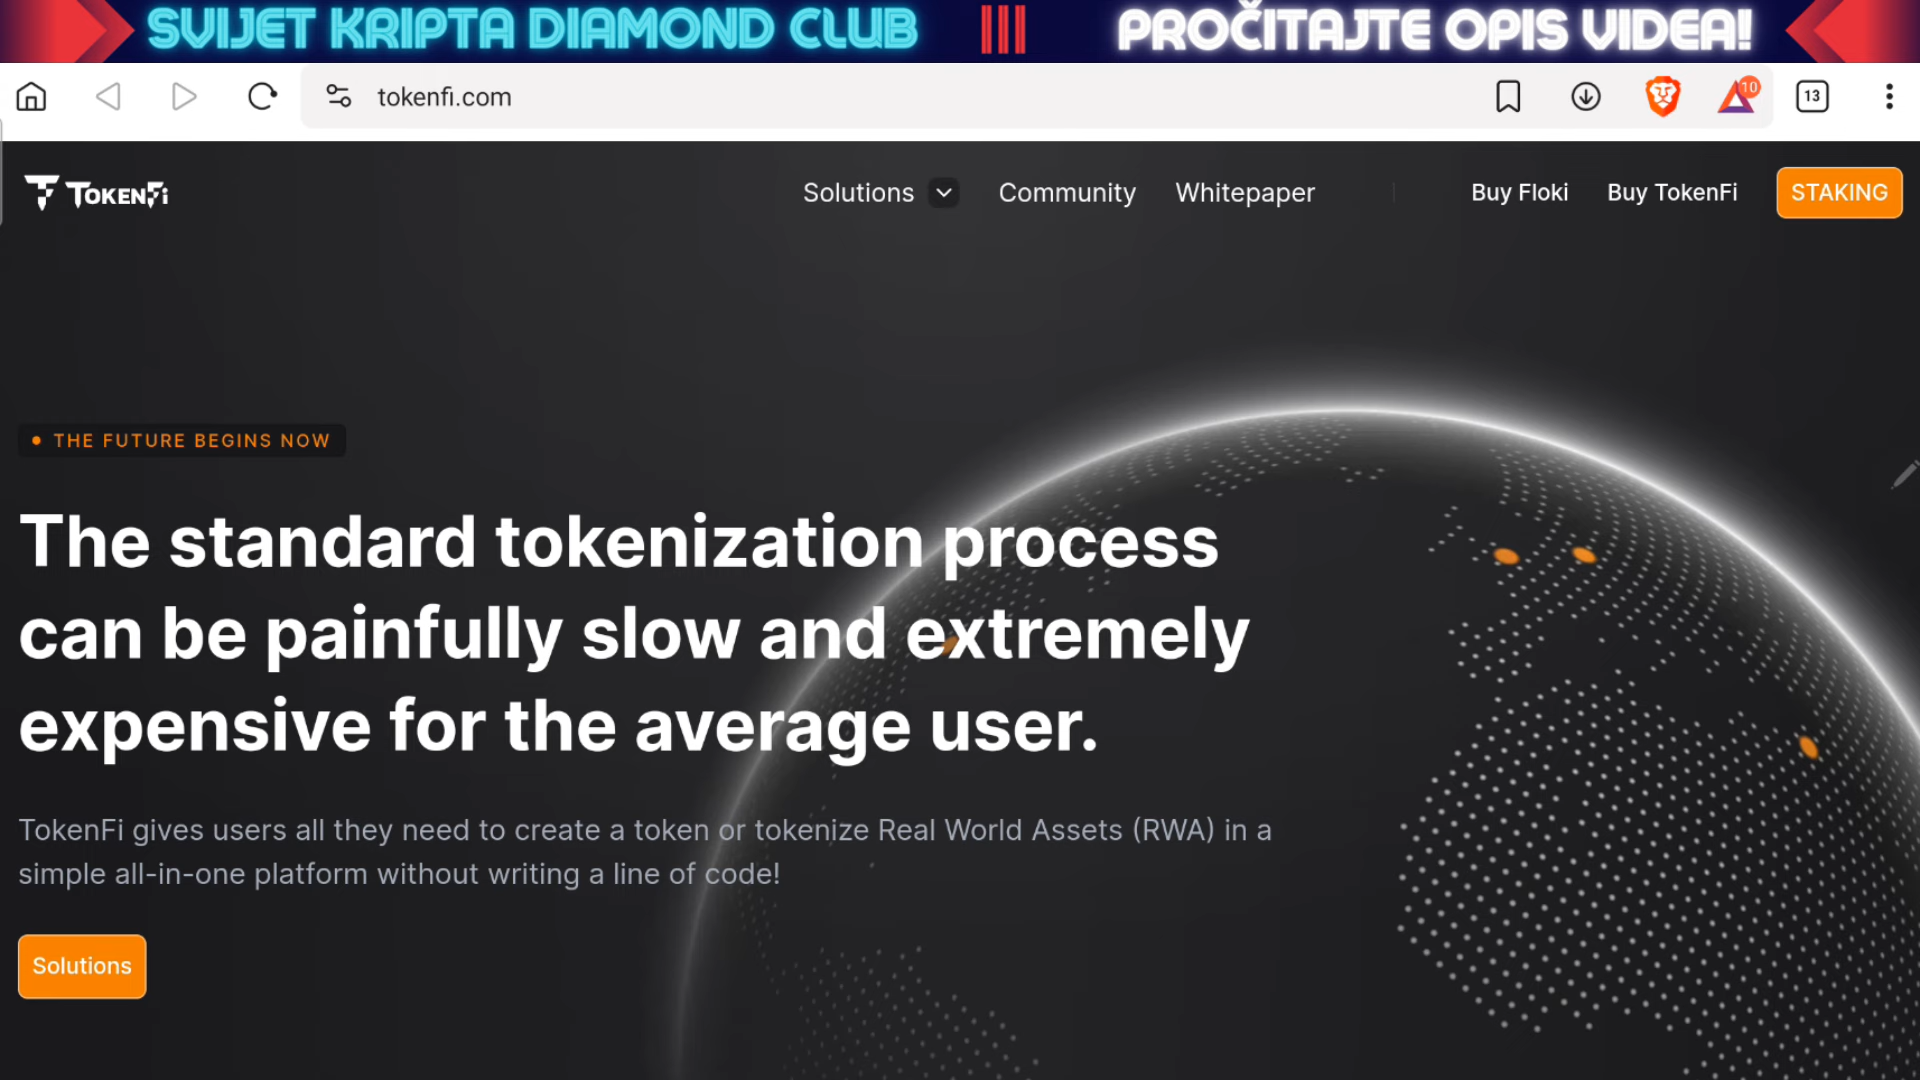 SVIJET KRIPTA DIAMOND CLUB ||| PROČITAJTE OPIS VIDEA!
tokenfi.com 10 13
TOKENFI Solutions Community Whitepaper Buy Floki Buy TokenFi STAKING
• THE FUTURE BEGINS NOW
The standard tokenization process
can be painfully slow and extremely
expensive for the average user.
TokenFi gives users all they need to create a token or tokenize Real World Assets (RWA) in a
simple all-in-one platform without writing a line of code!
Solutions